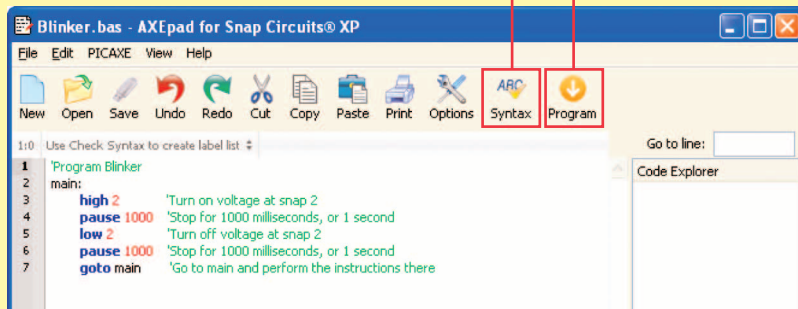 Blinker.bas - AXEpad for Snap Circuits® XP
File Edit PICAXE View Help
ABC
New Open Save Undo Redo Cut Copy Paste Print Options Syntax Program
1:0 Use Check Syntax to create label list Go to line:
Code Explorer
1 'Program Blinker
2 main:
3 high 2 'Turn on voltage at snap 2
4 pause 1000 'Stop for 1000 milliseconds, or 1 second
5 low 2 'Turn off voltage at snap 2
6 pause 1000 'Stop for 1000 milliseconds, or 1 second
7 goto main 'Go to main and perform the instructions there